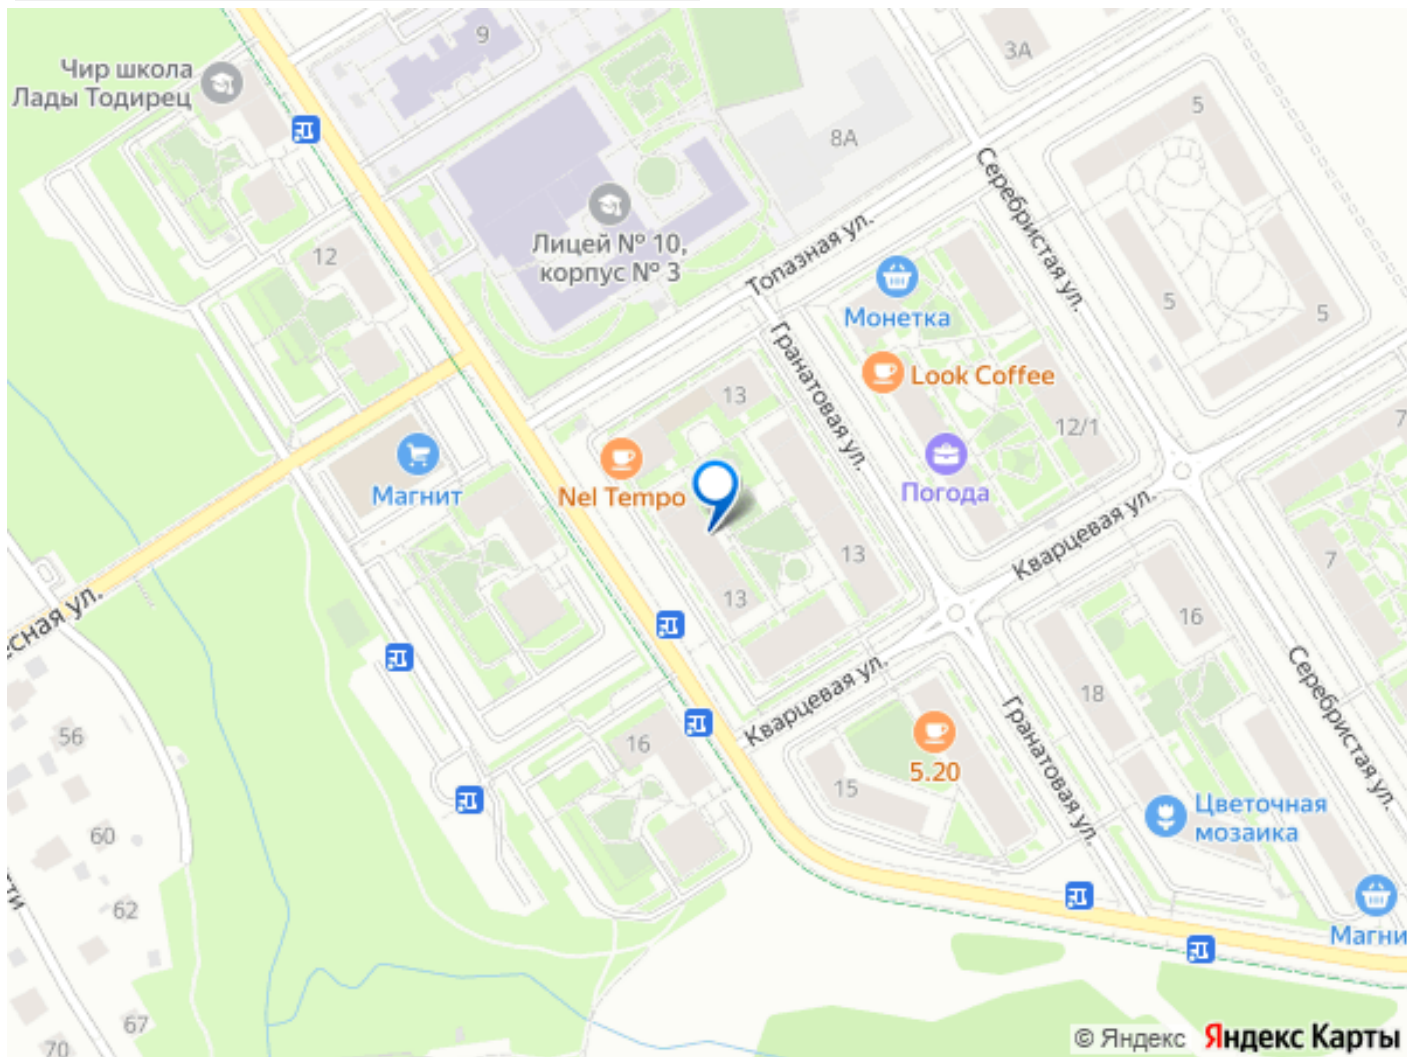 9
3А
Чир школа
Лады Тодирец
5
8А
Серебристая ул.
Лицей № 10,
корпус № 3
12
Топазная ул.
Монетка
5
5
Гранатовая ул.
Look Coffee
13
12/1
7
Nel Tempo
Магнит
Погода
Кварцевая ул.
13
7
13
16
сная ул.
Кварцевая ул.
18
Гранатовая ул.
Серебристая ул.
56
16
5.20
15
Цветочная
мозаика
60
62
сти
Магни
67
70
© Яндекс Яндекс Карты